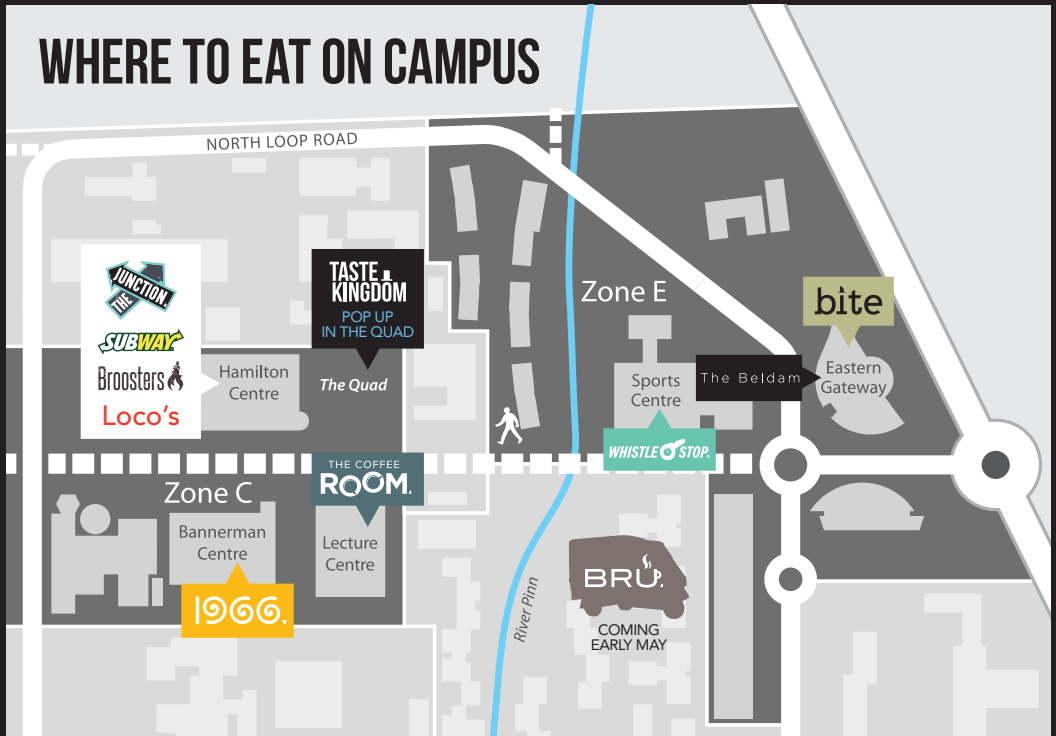 WHERE TO EAT ON CAMPUS
NORTH LOOP ROAD
THE JUNCTION.
SUBWAY
Broosters
Loco's
Hamilton
Centre
TASTE
KINGDOM
POP UP
IN THE QUAD
The Quad
Zone E
bite
Eastern
Gateway
The Beldam
Sports
Centre
WHISTLE STOP.
THE COFFEE
ROOM.
Zone C
Bannerman
Centre
Lecture
Centre
1966.
River Pinn
BRU.
COMING
EARLY MAY